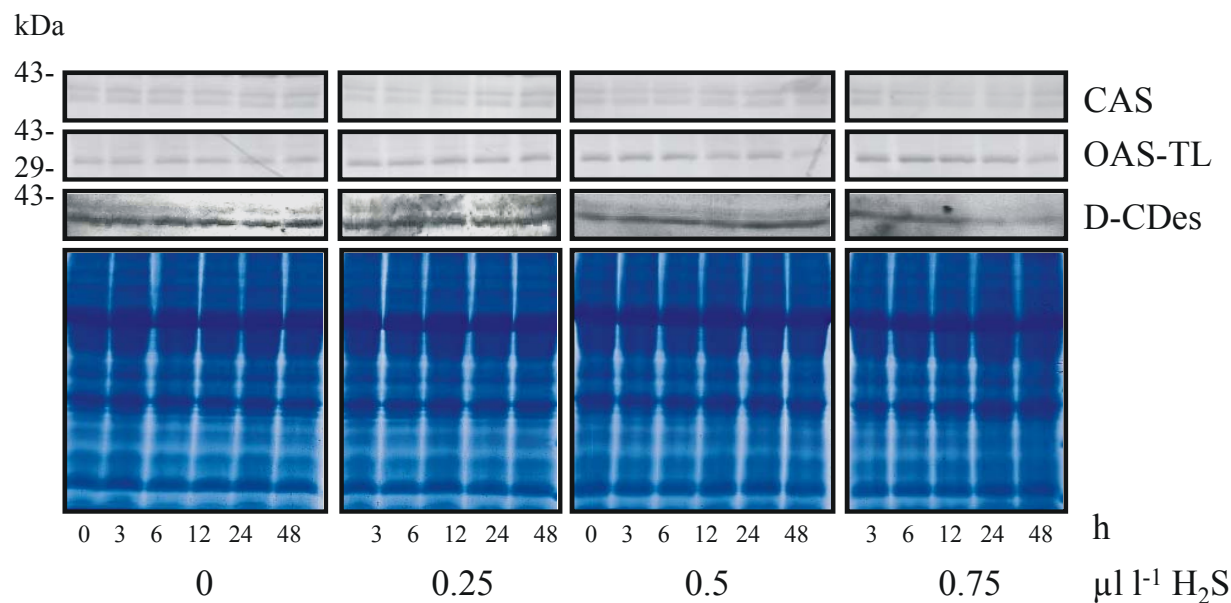 kDa
43-
CAS
43-
29-
OAS-TL
43-
D-CDes
0 3 6 12 24 48 3 6 12 24 48 0 3 6 12 24 48 3 6 12 24 48 h
0 0.25 0.5 0.75 µl l⁻¹ H₂S